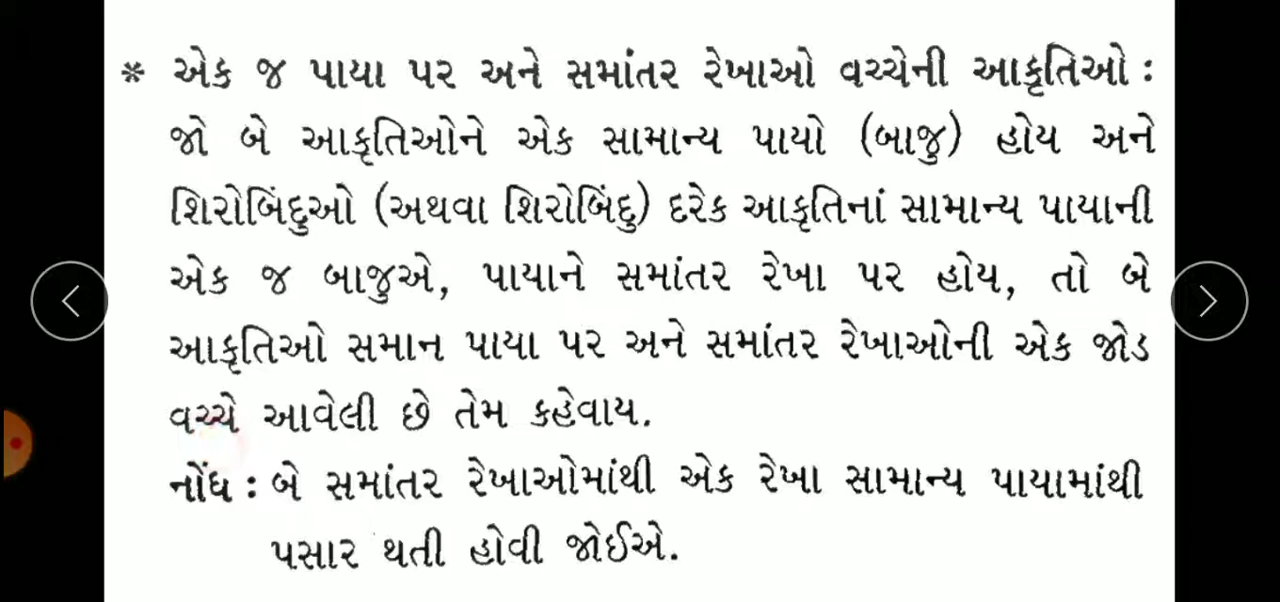 * એક જ પાયા પર અને સમાંતર રેખાઓ વચ્ચેની આકૃતિઓ :
જો બે આકૃતિઓને એક સામાન્ય પાયો (બાજુ) હોય અને
શિરોબિંદુઓ (અથવા શિરોબિંદુ) દરેક આકૃતિનાં સામાન્ય પાયાની
એક જ બાજુએ, પાયાને સમાંતર રેખા પર હોય, તો બે
આકૃતિઓ સમાન પાયા પર અને સમાંતર રેખાઓની એક જોડ
વચ્ચે આવેલી છે તેમ કહેવાય.
નોંધ : બે સમાંતર રેખાઓમાંથી એક રેખા સામાન્ય પાયામાંથી
પસાર થતી હોવી જોઈએ.